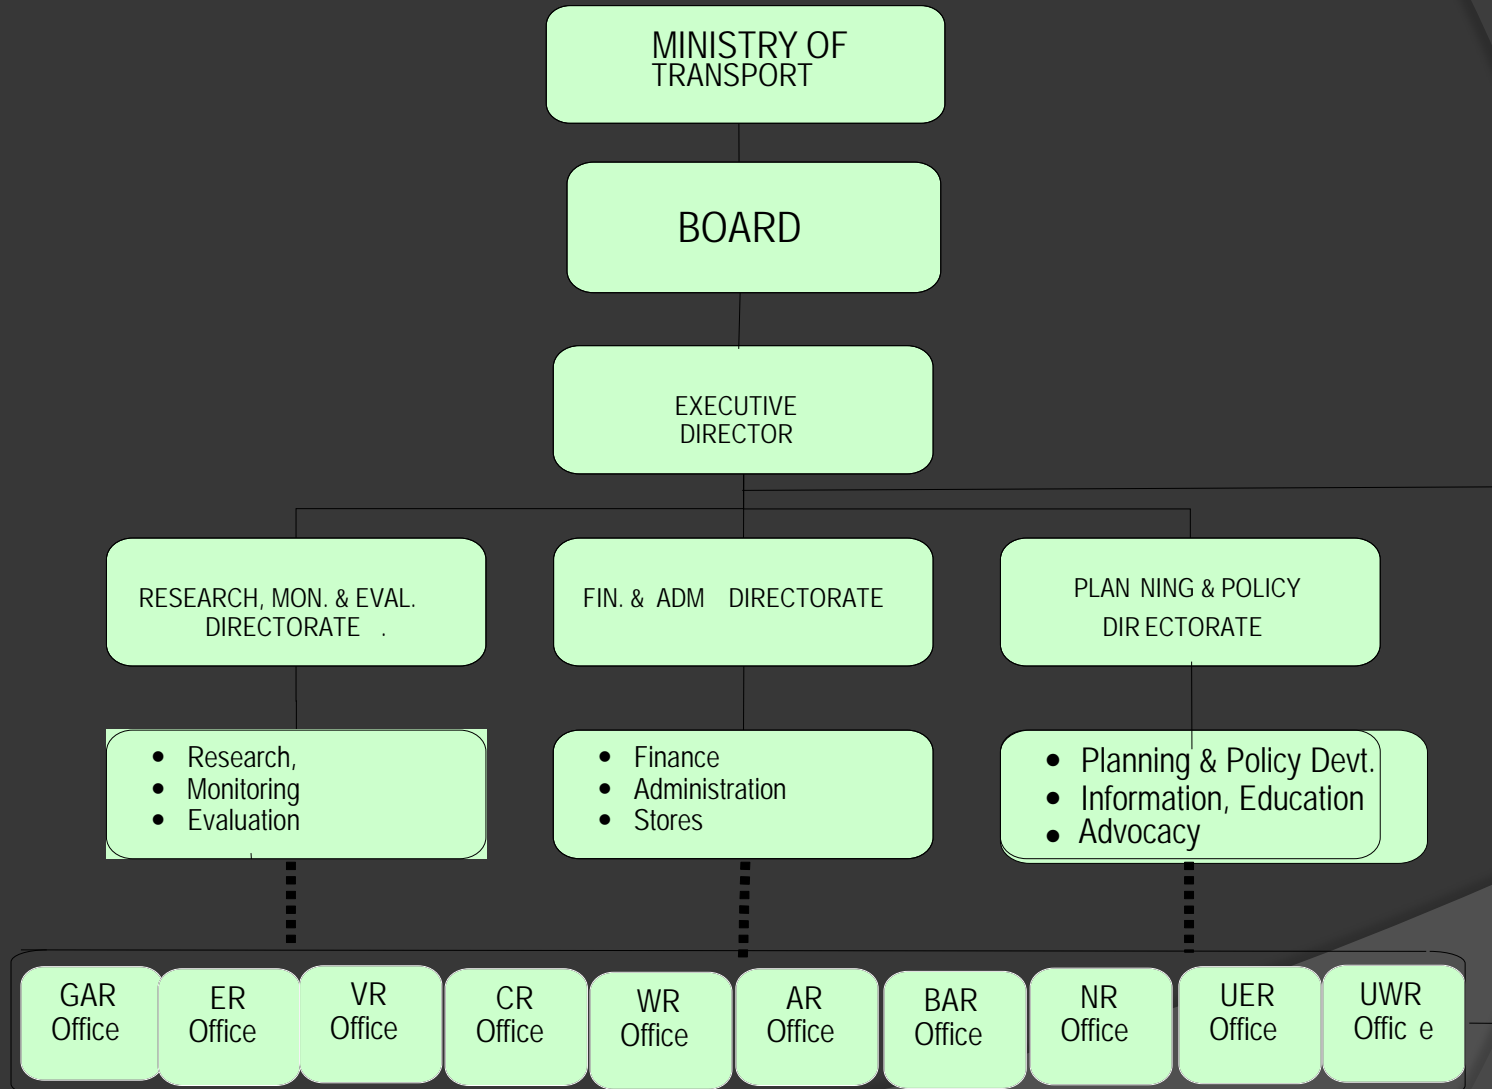 MINISTRY OF
TRANSPORT
BOARD
EXECUTIVE
DIRECTOR
RESEARCH, MON. & EVAL.
DIRECTORATE .
FIN. & ADM DIRECTORATE
PLAN NING & POLICY
DIR ECTORATE
• Research,
• Monitoring
• Evaluation
• Finance
• Administration
• Stores
• Planning & Policy Devt.
• Information, Education
• Advocacy
GAR
Office
ER
Office
VR
Office
CR
Office
WR
Office
AR
Office
BAR
Office
NR
Office
UER
Office
UWR
Offic e